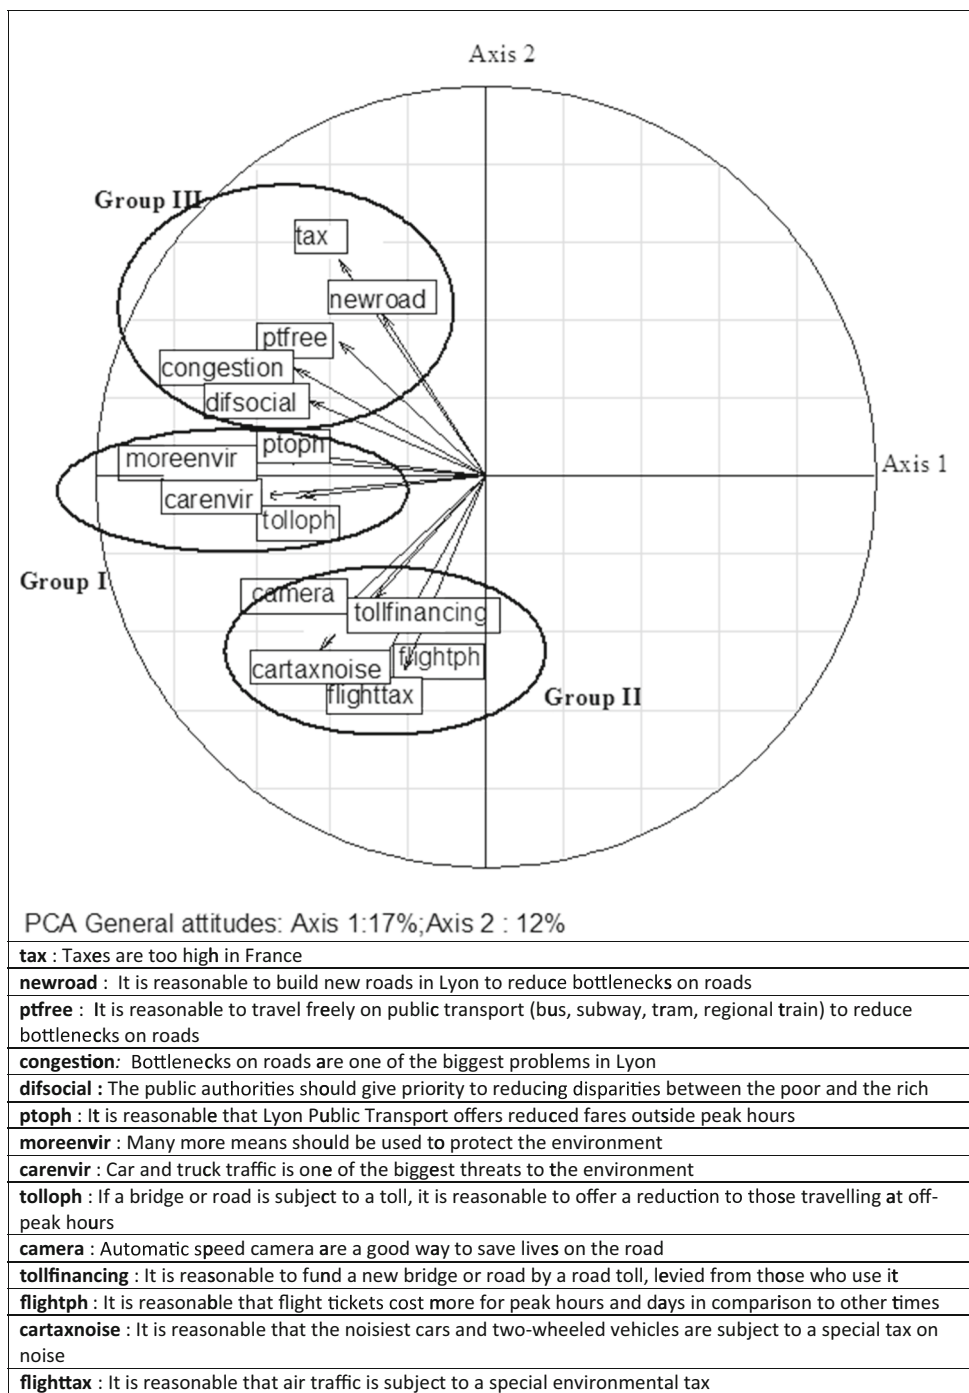 Axis 2
Group III
tax
newroad
ptfree
congestion
difsocial
ptoph
moreenvir
Axis 1
carenvir
tolloph
Group I
camera
tollfinancing
flightph
cartaxnoise
flighttax
Group II
PCA General attitudes: Axis 1:17%;Axis 2 : 12%
tax : Taxes are too high in France
newroad : It is reasonable to build new roads in Lyon to reduce bottlenecks on roads
ptfree : It is reasonable to travel freely on public transport (bus, subway, tram, regional train) to reduce
bottlenecks on roads
congestion: Bottlenecks on roads are one of the biggest problems in Lyon
difsocial : The public authorities should give priority to reducing disparities between the poor and the rich
ptoph : It is reasonable that Lyon Public Transport offers reduced fares outside peak hours
moreenvir : Many more means should be used to protect the environment
carenvir : Car and truck traffic is one of the biggest threats to the environment
tolloph : If a bridge or road is subject to a toll, it is reasonable to offer a reduction to those travelling at off-
peak hours
camera : Automatic speed camera are a good way to save lives on the road
tollfinancing : It is reasonable to fund a new bridge or road by a road toll, levied from those who use it
flightph : It is reasonable that flight tickets cost more for peak hours and days in comparison to other times
cartaxnoise : It is reasonable that the noisiest cars and two-wheeled vehicles are subject to a special tax on
noise
flighttax : It is reasonable that air traffic is subject to a special environmental tax